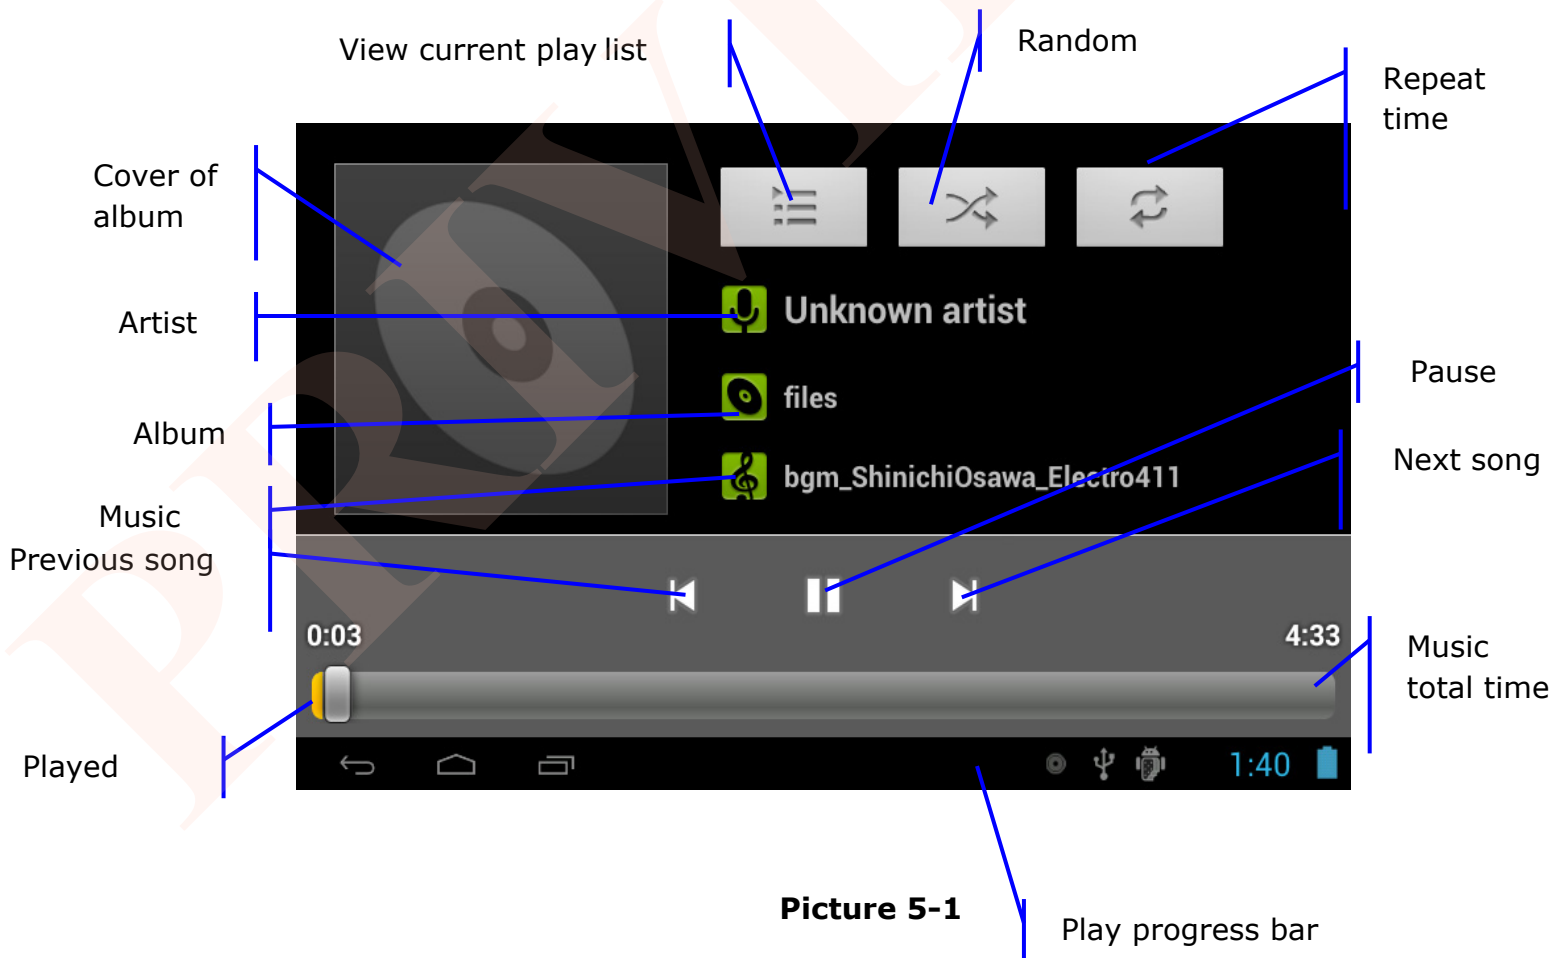 View current play list
Random
Repeat
time
Cover of
album
Artist
Unknown artist
Pause
Album
files
Next song
Music
bgm_ShinichiOsawa_Electro411
Previous song
0:03
4:33
Music
total time
Played
1:40
Picture 5-1
Play progress bar